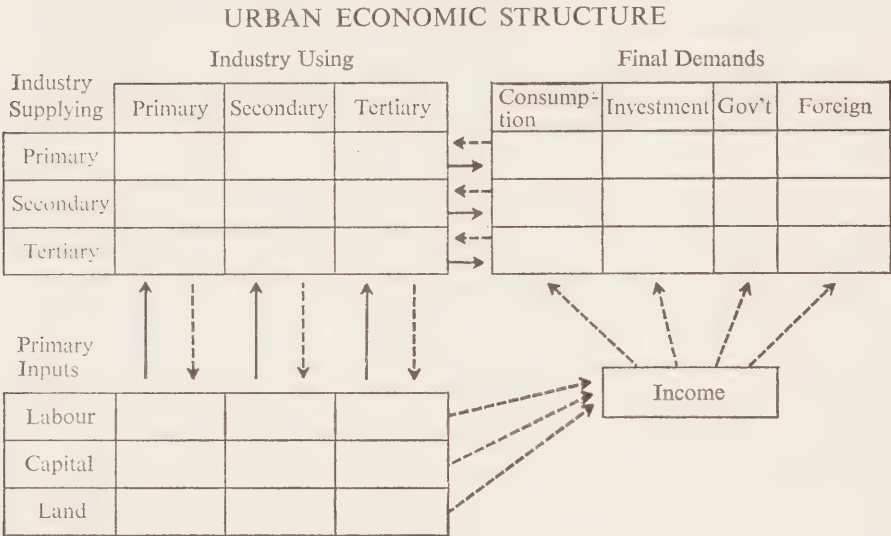 URBAN ECONOMIC STRUCTURE
Industry Using
Final Demands
Industry
Supplying
Primary
Secondary
Tertiary
Consump-
tion
Investment
Gov't
Foreign
Primary
Secondary
Tertiary
Primary
Inputs
Labour
Capital
Land
Income